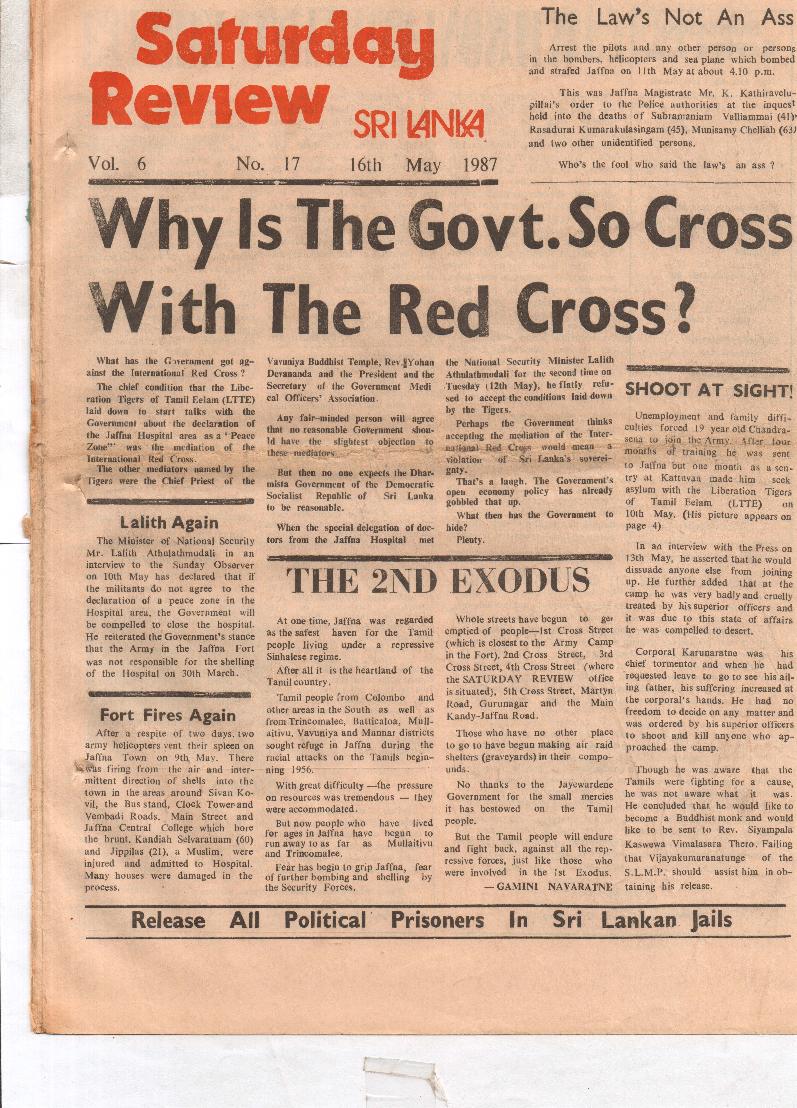 Saturday
Review
SRI LANKA
Vol. 6 No. 17 16th May 1987
The Law's Not An Ass
Arrest the pilots and any other person or persons
in the bombers, helicopters and sea plane which bombed
and strafed Jaffna on 11th May at about 4.10 p.m.
This was Jaffna Magistrate Mr. K. Kathiravelu-
pillai's order to the Police authorities at the inquest
held into the deaths of Subramaniam Valliammai (41)
Rasadurai Kumarakulasingam (45), Munisamy Chelliah (63)
and two other unidentified persons.
Who's the fool who said the law's an ass ?
Why Is The Govt. So Cross
With The Red Cross?
What has the Government got ag-
ainst the International Red Cross ?
The chief condition that the Libe-
ration Tigers of Tamil Eelam (LTTE)
laid down to start talks with the
Government about the declaration of
the Jaffna Hospital area as a "Peace
Zone" was the mediation of the
International Red Cross.
The other mediators named by the
Tigers were the Chief Priest of the
Vavuniya Buddhist Temple, Rev. Yohan
Devananda and the President and the
Secretary of the Government Medi
cal Officers' Association.
Any fair-minded person will agree
that no reasonable Government shou-
ld have the slightest objection to
these mediators.
But then no one expects the Dhar-
mista Government of the Democratic
Socialist Republic of Sri Lanka
to be reasonable.
When the special delegation of doc-
tors from the Jaffna Hospital met
the National Security Minister Lalith
Athulathmudali for the second time on
Tuesday (12th May), he flatly refu-
sed to accept the conditions laid down
by the Tigers.
Perhaps the Government thinks
accepting the mediation of the Inter-
national Red Cross would mean a
violation of Sri Lanka's soverei-
gnty.
That's a laugh. The Government's
open economy policy has already
gobbled that up.
What then has the Government to
hide?
Plenty.
Lalith Again
The Minister of National Security
Mr. Lalith Athulathmudali in an
interview to the Sunday Observer
on 10th May has declared that if
the militants do not agree to the
declaration of a peace zone in the
Hospital area, the Government will
be compelled to close the hospital.
He reiterated the Government's stance
that the Army in the Jaffna Fort
was not responsible for the shelling
of the Hospital on 30th March.
Fort Fires Again
After a respite of two days, two
army helicopters vent their spleen on
Jaffna Town on 9th May. There
was firing from the air and inter-
mittent direction of shells into the
town in the areas around Sivan Ko-
vil, the Bus stand, Clock Tower and
Vembadi Roads. Main Street and
Jaffna Central College which bore
the brunt. Kandiah Selvaratnam (60)
and Jippilas (21), a Muslim, were
injured and admitted to Hospital.
Many houses were damaged in the
process.
THE 2ND EXODUS
At one time, Jaffna was regarded
as the safest haven for the Tamil
people living under a repressive
Sinhalese regime.
After all it is the heartland of the
Tamil country.
Tamil people from Colombo and
other areas in the South as well as
from Trincomalee, Batticaloa, Mull-
aitivu, Vavuniya and Mannar districts
sought refuge in Jaffna during the
racial attacks on the Tamils begin-
ning 1956.
With great difficulty —the pressure
on resources was tremendous — they
were accommodated.
But now people who have lived
for ages in Jaffna have begun to
run away to as far as Mullaitivu
and Trincomalee.
Fear has begin to grip Jaffna, fear
of further bombing and shelling by
the Security Forces.
Whole streets have begun to get
emptied of people—1st Cross Street
(which is closest to the Army Camp
in the Fort), 2nd Cross Street, 3rd
Cross Street, 4th Cross Street (where
the SATURDAY REVIEW office
is situated), 5th Cross Street, Martyn
Road, Gurunagar and the Main
Kandy-Jaffna Road.
Those who have no other place
to go to have begun making air raid
shelters (graveyards) in their compo-
unds.
No thanks to the Jayewardene
Government for the small mercies
it has bestowed on the Tamil
people.
But the Tamil people will endure
and fight back, against all the rep-
ressive forces, just like those who
were involved in the 1st Exodus.
— GAMINI NAVARATNE
SHOOT AT SIGHT!
Unemployment and family diffi-
culties forced 19 year old Chandra-
sena to join the Army. After four
months of training he was sent
to Jaffna but one month as a sen-
try at Kattuvan made him seek
asylum with the Liberation Tigers
of Tamil Eelam (LTTE) on
10th May. (His picture appears on
page 4)
In an interview with the Press on
13th May, he asserted that he would
dissuade anyone else from joining
up. He further added that at the
camp he was very badly and cruelly
treated by his superior officers and
it was due to this state of affairs
he was compelled to desert.
Corporal Karunaratne was his
chief tormentor and when he had
requested leave to go to see his ail-
ing father, his suffering increased at
the corporal's hands. He had no
freedom to decide on any matter and
was ordered by his superior officers
to shoot and kill anyone who ap-
proached the camp.
Though he was aware that the
Tamils were fighting for a cause,
he was not aware what it was.
He concluded that he would like to
become a Buddhist monk and would
like to be sent to Rev. Siyampala
Kaswewa Vimalasara Thero. Failing
that Vijayakumaranatunge of the
S.L.M.P. should assist him in ob-
taining his release.
Release All Political Prisoners In Sri Lankan Jails